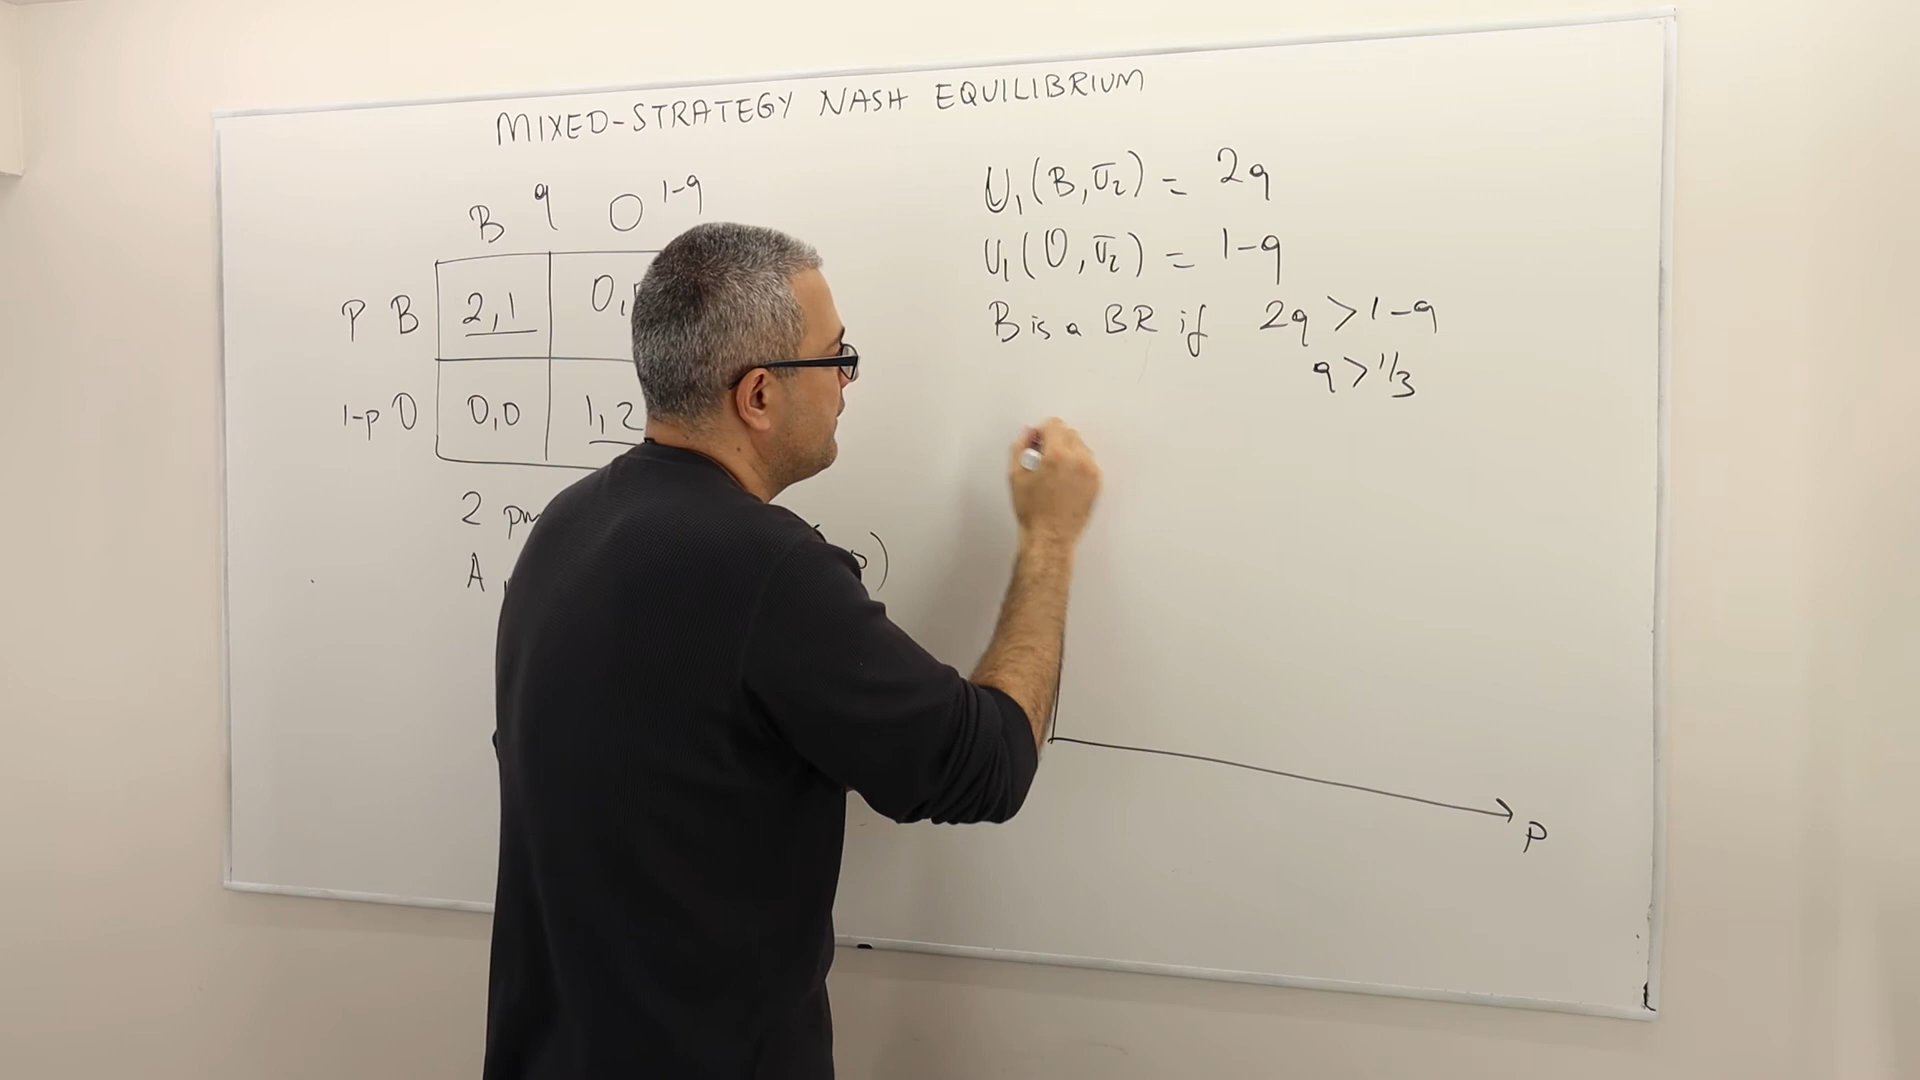 MIXED-STRATEGY NASH EQUILIBRIUM
B q O 1-q
P B 2,1 0,
1-p O 0,0 1,2
2
A
U₁(B,σ₂) = 2q
U₁(O,σ₂) = 1-q
B is a BR if 2q > 1-q
q > 1/3
P